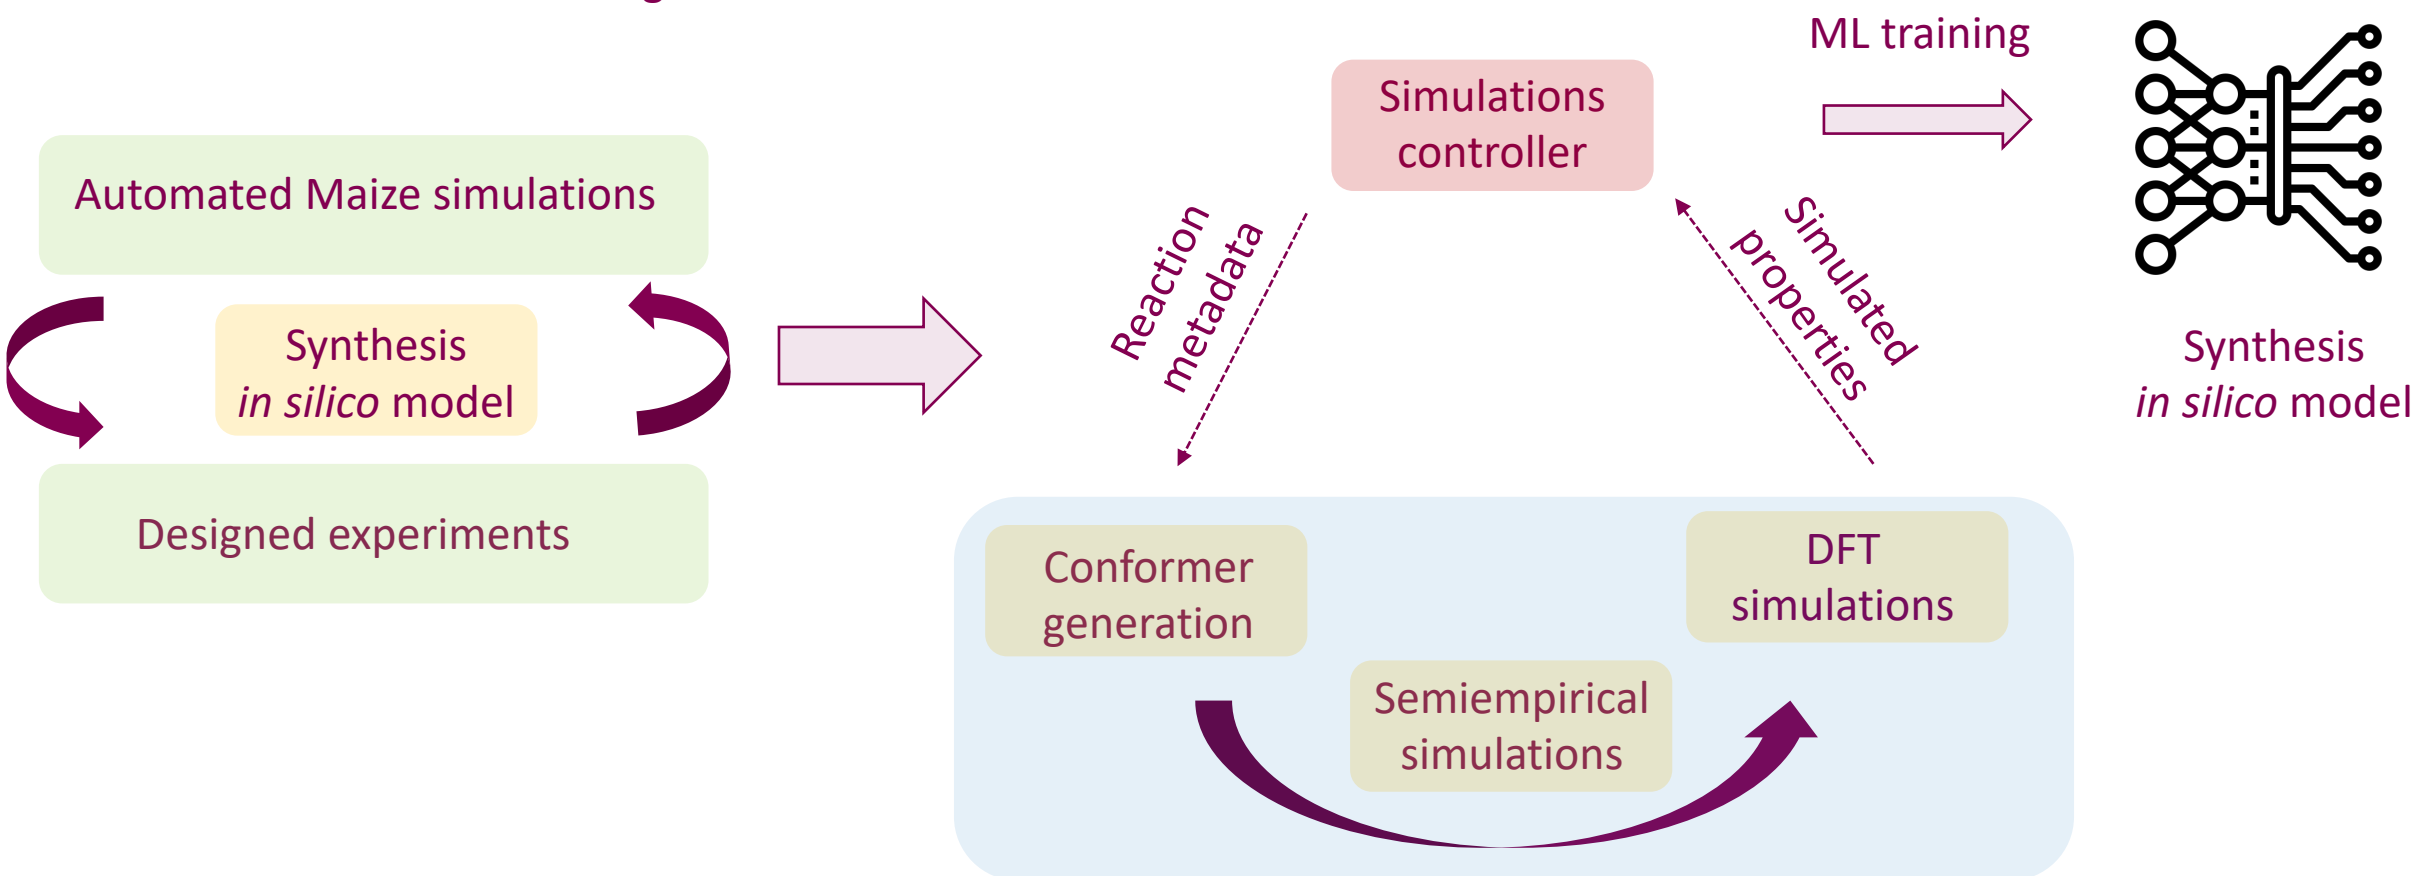 Automated Maize simulations
Synthesis
in silico model
Designed experiments
Simulations
controller
Reaction
metadata
Simulated
properties
Conformer
generation
Semiempirical
simulations
DFT
simulations
ML training
Synthesis
in silico model